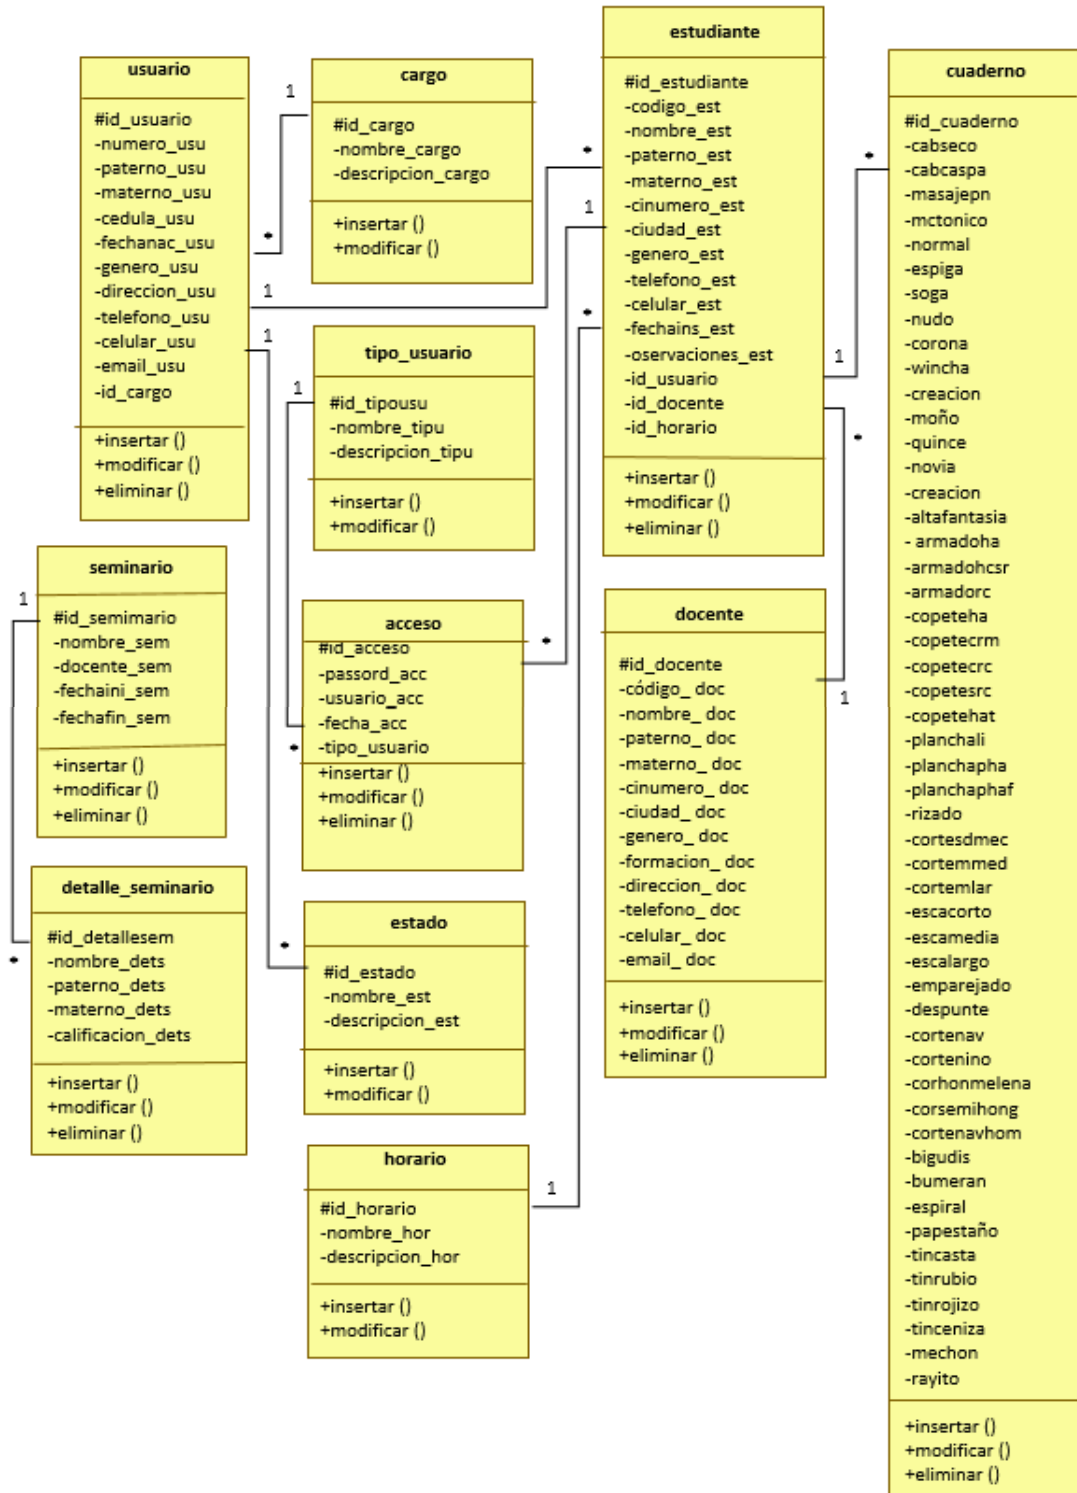 usuario
#id_usuario
-numero_usu
-paterno_usu
-materno_usu
-cedula_usu
-fechanac_usu
-genero_usu
-direccion_usu
-telefono_usu
-celular_usu
-email_usu
-id_cargo
+insertar ()
+modificar ()
+eliminar ()
1
*
1
1
cargo
#id_cargo
-nombre_cargo
-descripcion_cargo
+insertar ()
+modificar ()
tipo_usuario
1
#id_tipousu
-nombre_tipu
-descripcion_tipu
+insertar ()
+modificar ()
estudiante
#id_estudiante
-codigo_est
-nombre_est
-paterno_est
-materno_est
-cinumero_est
-ciudad_est
-genero_est
-telefono_est
-celular_est
-fechains_est
-oservaciones_est
-id_usuario
-id_docente
-id_horario
+insertar ()
+modificar ()
+eliminar ()
*
1
*
1
*
*
cuaderno
#id_cuaderno
-cabseco
-cabcaspa
-masajepn
-mctonico
-normal
-espiga
-soga
-nudo
-corona
-wincha
-creacion
-moño
-quince
-novia
-creacion
-altafantasia
- armadoha
-armadohcsr
-armadorc
-copeteha
-copetecrm
-copetecrc
-copetesrc
-copetehat
-planchali
-planchapha
-planchaphaf
-rizado
-cortesdmec
-cortemmed
-cortemlar
-escacorto
-escamedia
-escalargo
-emparejado
-despunte
-cortenav
-cortenino
-corhonmelena
-corsemihong
-cortenavhom
-bigudis
-bumeran
-espiral
-papestaño
-tincasta
-tinrubio
-tinrojizo
-tinceniza
-mechon
-rayito
+insertar ()
+modificar ()
+eliminar ()
seminario
1
#id_semimario
-nombre_sem
-docente_sem
-fechaini_sem
-fechafin_sem
+insertar ()
+modificar ()
+eliminar ()
acceso
#id_acceso
-passord_acc
-usuario_acc
-fecha_acc
-tipo_usuario
+insertar ()
+modificar ()
+eliminar ()
*
*
docente
#id_docente
-código_ doc
-nombre_ doc
-paterno_ doc
-materno_ doc
-cinumero_ doc
-ciudad_ doc
-genero_ doc
-formacion_ doc
-direccion_ doc
-telefono_ doc
-celular_ doc
-email_ doc
+insertar ()
+modificar ()
+eliminar ()
1
detalle_seminario
#id_detallesem
-nombre_dets
-paterno_dets
-materno_dets
-calificacion_dets
+insertar ()
+modificar ()
+eliminar ()
*
estado
*
#id_estado
-nombre_est
-descripcion_est
+insertar ()
+modificar ()
horario
1
#id_horario
-nombre_hor
-descripcion_hor
+insertar ()
+modificar ()